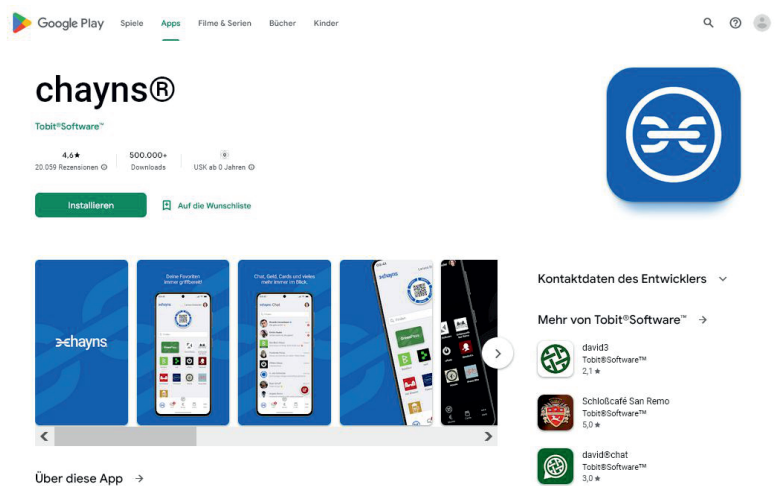 Google Play Spiele Apps Filme & Serien Bücher Kinder
chayns®
Tobit®Software™
4,6★ 500.000+ 0
20.059 Rezensionen Downloads USK ab 0 Jahren
Installieren Auf die Wunschliste
chayns
Deine Favoriten
immer griffbereit!
Chat, Geld, Cards und vieles
mehr immer im Blick.
chayns
Kontaktdaten des Entwicklers
Mehr von Tobit®Software™ →
david3
Tobit®Software™
2,1 ★
Schloßcafé San Remo
Tobit®Software™
5,0 ★
david®chat
Tobit®Software™
3,0 ★
Über diese App →